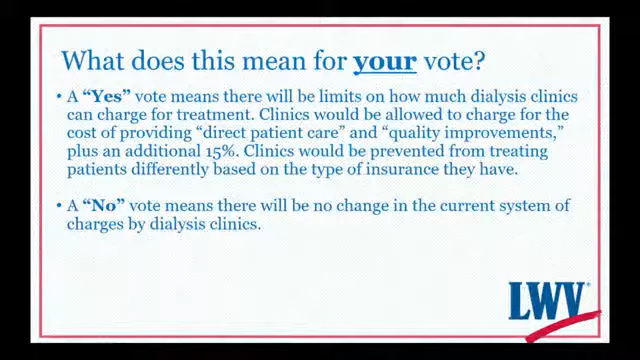 What does this mean for your vote?
• A “Yes” vote means there will be limits on how much dialysis clinics
can charge for treatment. Clinics would be allowed to charge for the
cost of providing “direct patient care” and “quality improvements,”
plus an additional 15%. Clinics would be prevented from treating
patients differently based on the type of insurance they have.
• A “No” vote means there will be no change in the current system of
charges by dialysis clinics.
LWV®